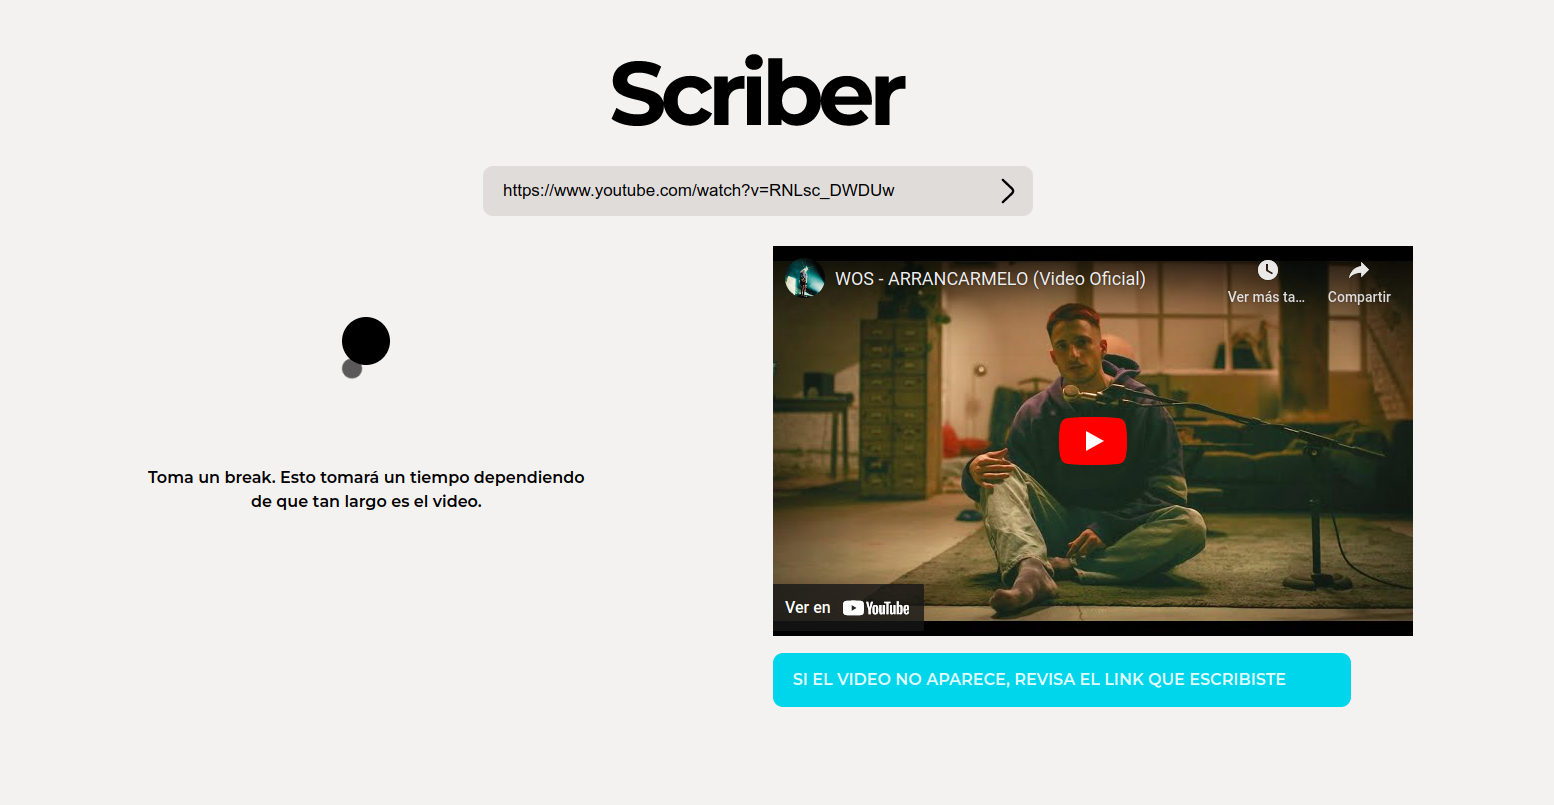 Scriber
https://www.youtube.com/watch?v=RNLsc_DWDUw
WOS - ARRANCARMELO (Video Oficial)
Ver más ta...
Compartir
Toma un break. Esto tomará un tiempo dependiendo
de que tan largo es el video.
Ver en YouTube
SI EL VIDEO NO APARECE, REVISA EL LINK QUE ESCRIBISTE